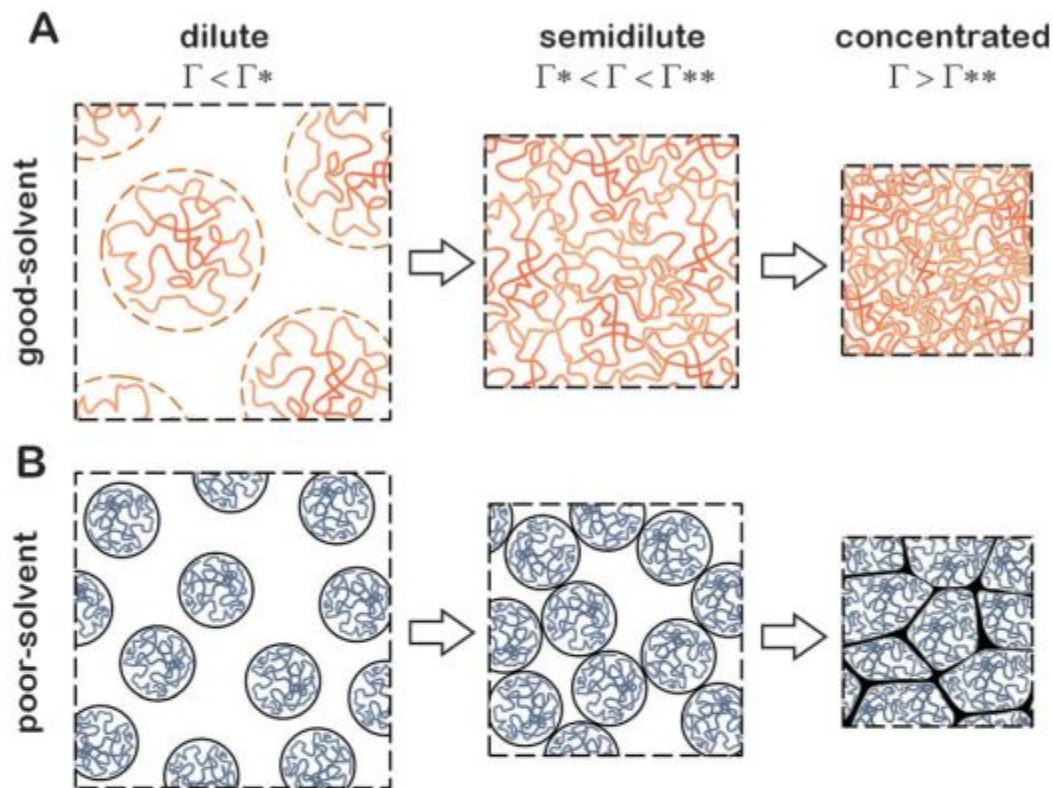 A
dilute
Γ < Γ*
semidilute
Γ* < Γ < Γ**
concentrated
Γ > Γ**
good-solvent
B
poor-solvent